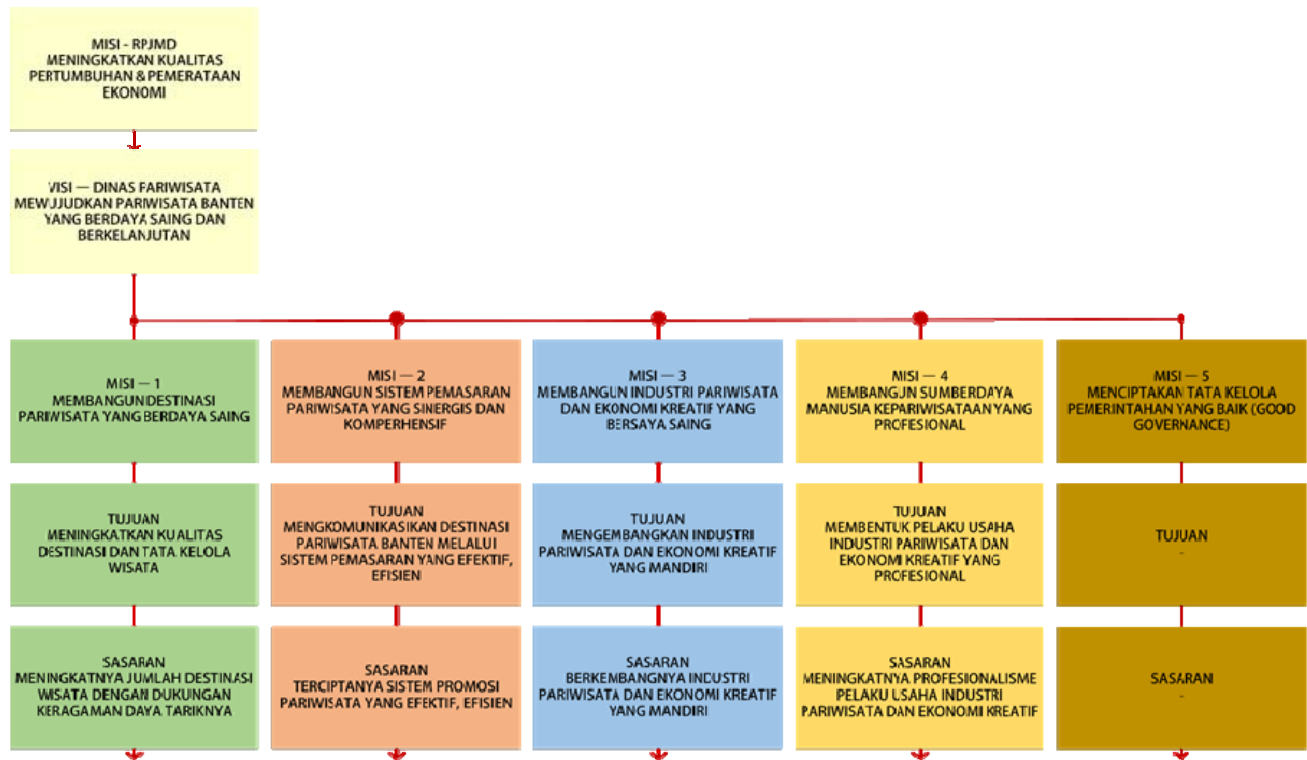 MISI - RPJMD
MENINGKATKAN KUALITAS
PERTUMBUHAN & PEMERATAAN
EKONOMI
VISI — DINAS PARIWISATA
MEWUJUDKAN PARIWISATA BANTEN
YANG BERDAYA SAING DAN
BERKELANJUTAN
MISI — 1
MEMBANGUN DESTINASI
PARIWISATA YANG BERDAYA SAING
MISI — 2
MEMBANGUN SISTEM PEMASARAN
PARIWISATA YANG SINERGIS DAN
KOMPERHENSIF
MISI — 3
MEMBANGUN INDUSTRI PARIWISATA
DAN EKONOMI KREATIF YANG
BERSAYA SAING
MISI — 4
MEMBANGUN SUMBERDAYA
MANUSIA KEPARIWISATAAN YANG
PROFESIONAL
MISI — 5
MENCIPTAKAN TATA KELOLA
PEMERINTAHAN YANG BAIK (GOOD
GOVERNANCE)
TUJUAN
MENINGKATKAN KUALITAS
DESTINASI DAN TATA KELOLA
WISATA
TUJUAN
MENGKOMUNIKASIKAN DESTINASI
PARIWISATA BANTEN MELALUI
SISTEM PEMASARAN YANG EFEKTIF,
EFISIEN
TUJUAN
MENGEMBANGKAN INDUSTRI
PARIWISATA DAN EKONOMI KREATIF
YANG MANDIRI
TUJUAN
MEMBENTUK PELAKU USAHA
INDUSTRI PARIWISATA DAN
EKONOMI KREATIF YANG
PROFESIONAL
TUJUAN
-
SASARAN
MENINGKATNYA JUMLAH DESTINASI
WISATA DENGAN DUKUNGAN
KERAGAMAN DAYA TARIKNYA
SASARAN
TERCIPTANYA SISTEM PROMOSI
PARIWISATA YANG EFEKTIF, EFISIEN
SASARAN
BERKEMBANGNYA INDUSTRI
PARIWISATA DAN EKONOMI KREATIF
YANG MANDIRI
SASARAN
MENINGKATNYA PROFESIONALISME
PELAKU USAHA INDUSTRI
PARIWISATA DAN EKONOMI KREATIF
SASARAN
-